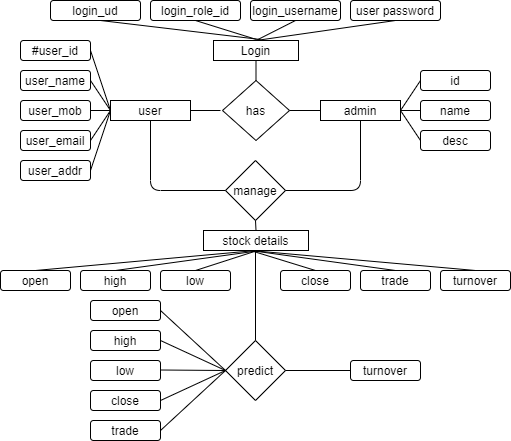 login_ud
login_role_id
login_username
user password
Login
#user_id
user_name
user_mob
user_email
user_addr
user
has
admin
id
name
desc
manage
stock details
open
high
low
close
trade
turnover
open
high
low
close
trade
predict
turnover